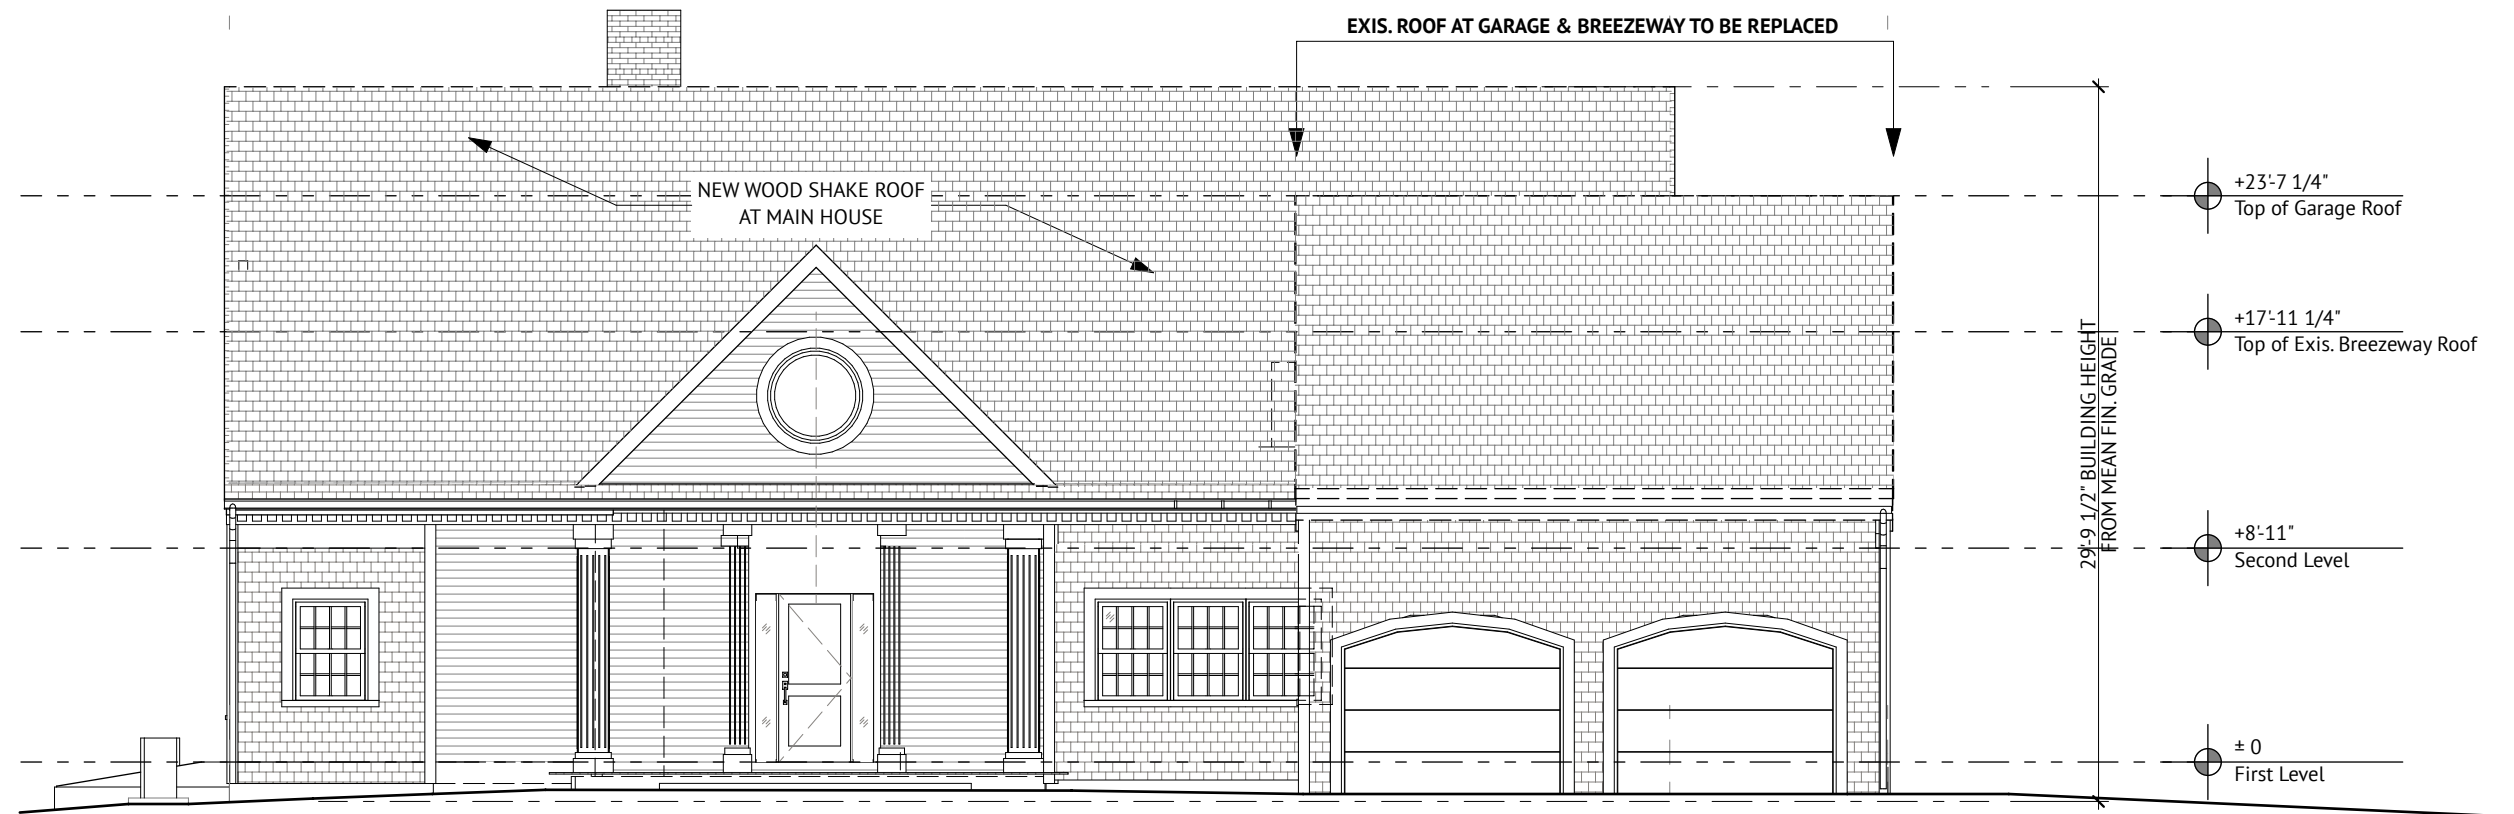 EXIS. ROOF AT GARAGE & BREEZEWAY TO BE REPLACED
NEW WOOD SHAKE ROOF
AT MAIN HOUSE
+23'-7 1/4"
Top of Garage Roof
+17'-11 1/4"
Top of Exis. Breezeway Roof
29'-9 1/2" BUILDING HEIGHT
FROM MEAN FIN. GRADE
+8'-11"
Second Level
± 0
First Level